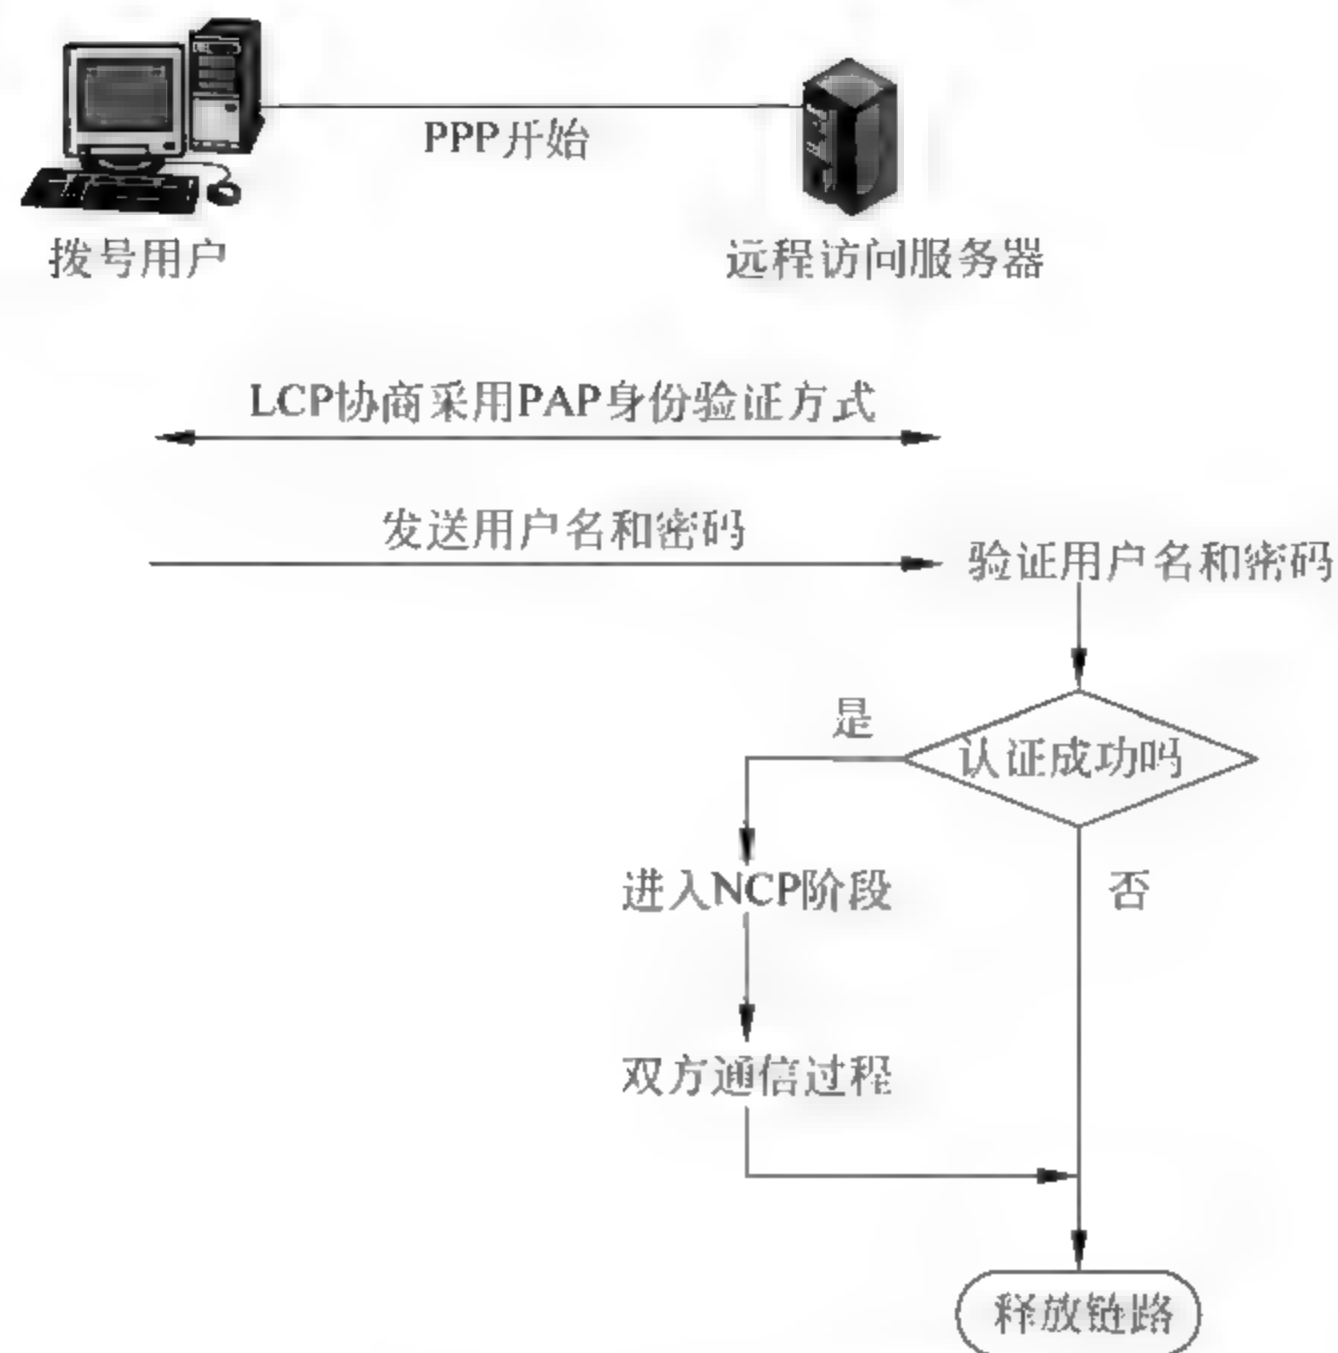 PPP开始
拨号用户
远程访问服务器
LCP协商采用PAP身份验证方式
发送用户名和密码
验证用户名和密码
是
认证成功吗
进入NCP阶段
否
双方通信过程
释放链路